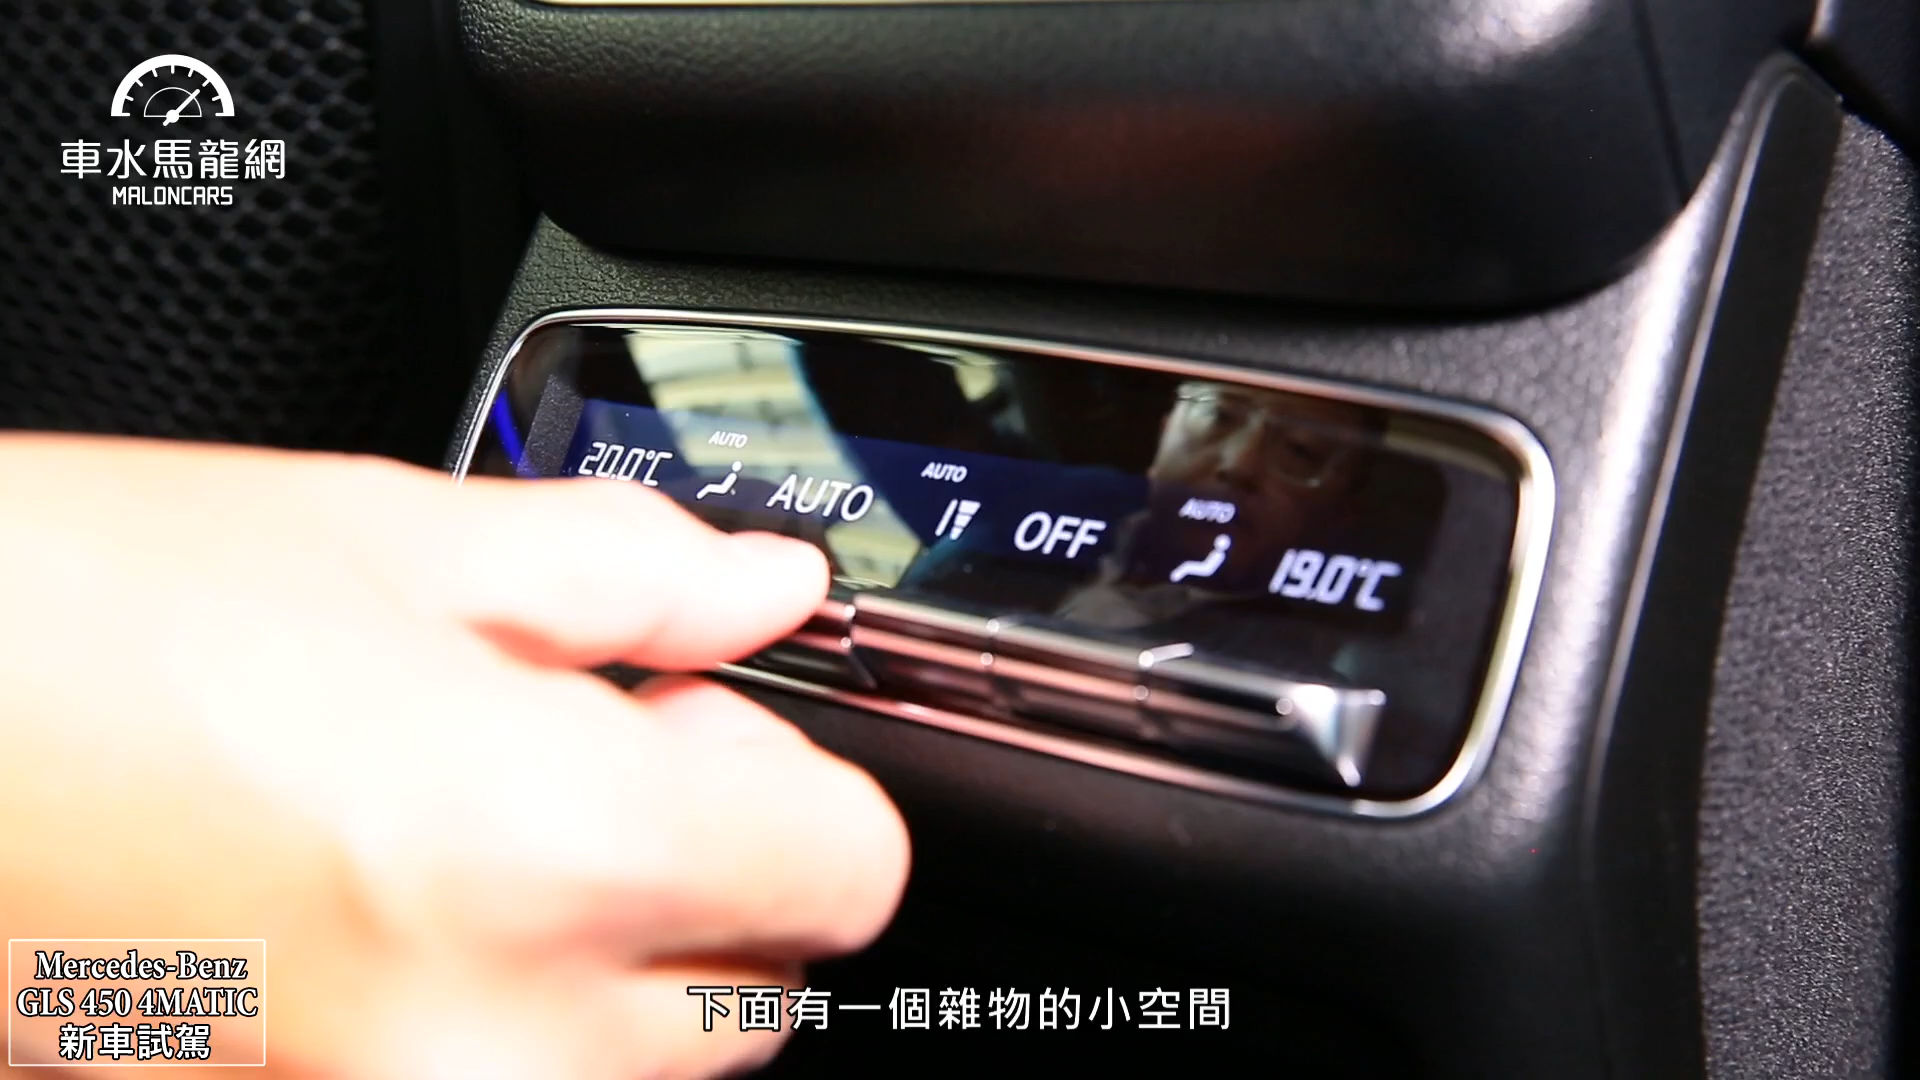 車水馬龍網
MALONCARS
AUTO
20.0°C
AUTO
AUTO
1
OFF
AUTO
19.0°C
Mercedes-Benz
GLS 450 4MATIC
新車試駕
下面有一個雜物的小空間